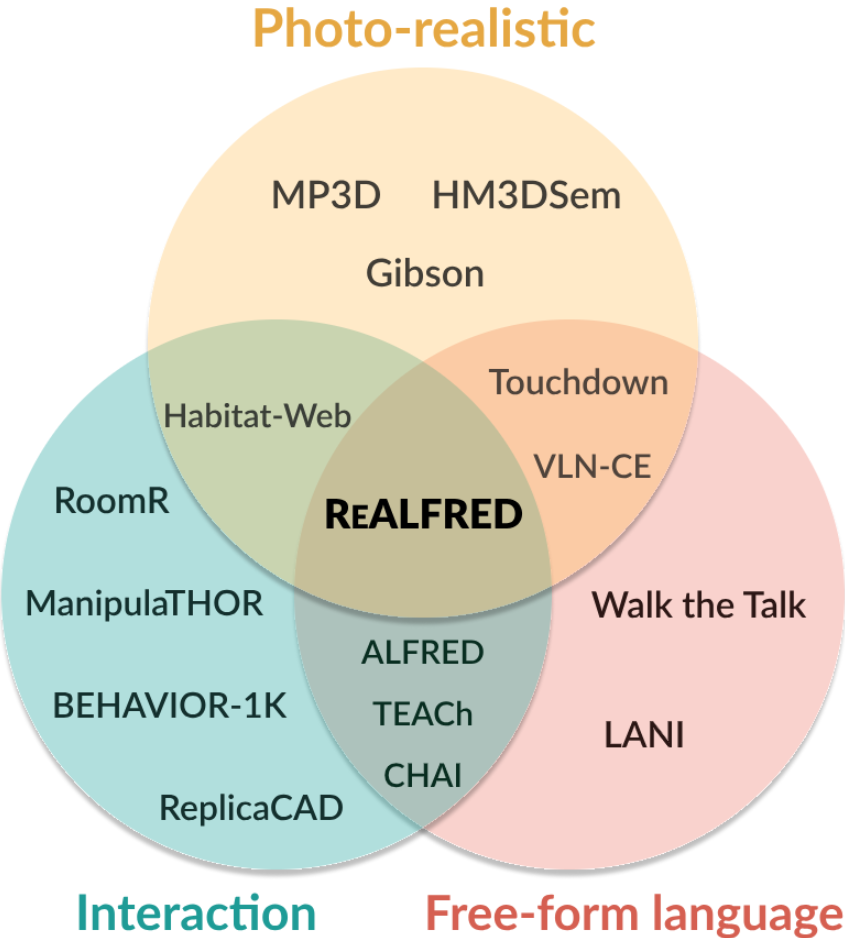 Photo-realistic
MP3D HM3DSem
Gibson
Touchdown
Habitat-Web
VLN-CE
RoomR
REALFRED
ManipulaTHOR
Walk the Talk
ALFRED
BEHAVIOR-1K
TEACh
LANI
CHAI
ReplicaCAD
Interaction
Free-form language